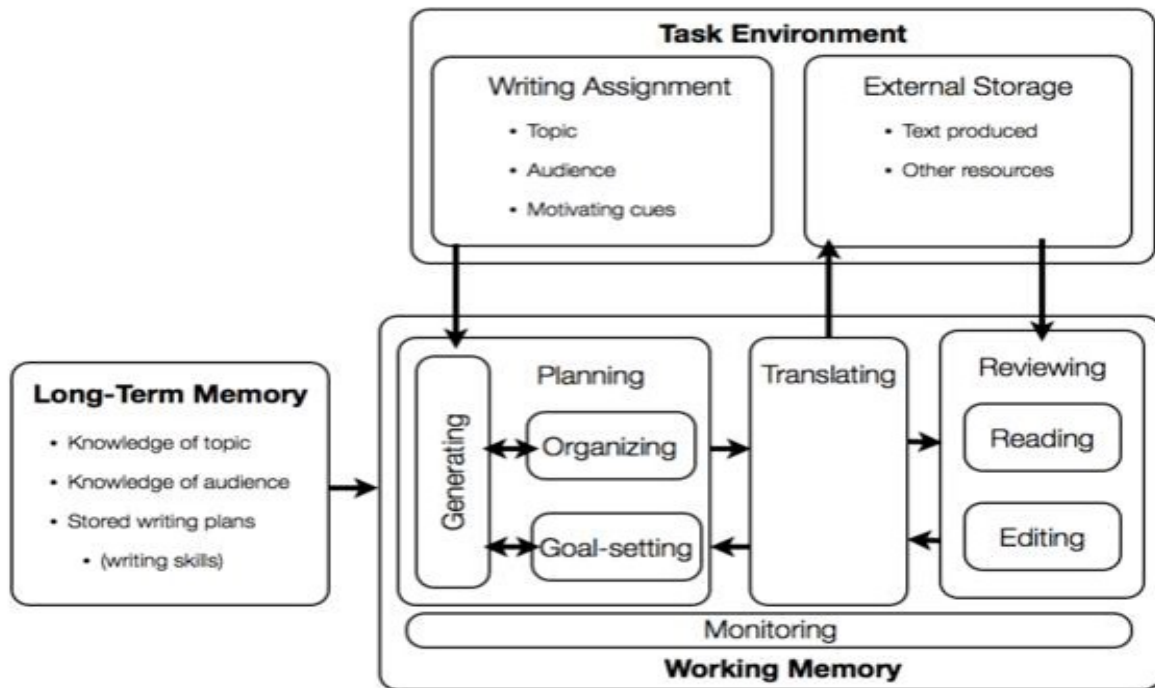 Task Environment
Writing Assignment
• Topic
• Audience
• Motivating cues
External Storage
• Text produced
• Other resources
Long-Term Memory
• Knowledge of topic
• Knowledge of audience
• Stored writing plans
• (writing skills)
Planning
Generating
Organizing
Goal-setting
Translating
Reviewing
Reading
Editing
Monitoring
Working Memory